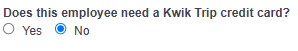 Does this employee need a Kwik Trip credit card?
Yes No